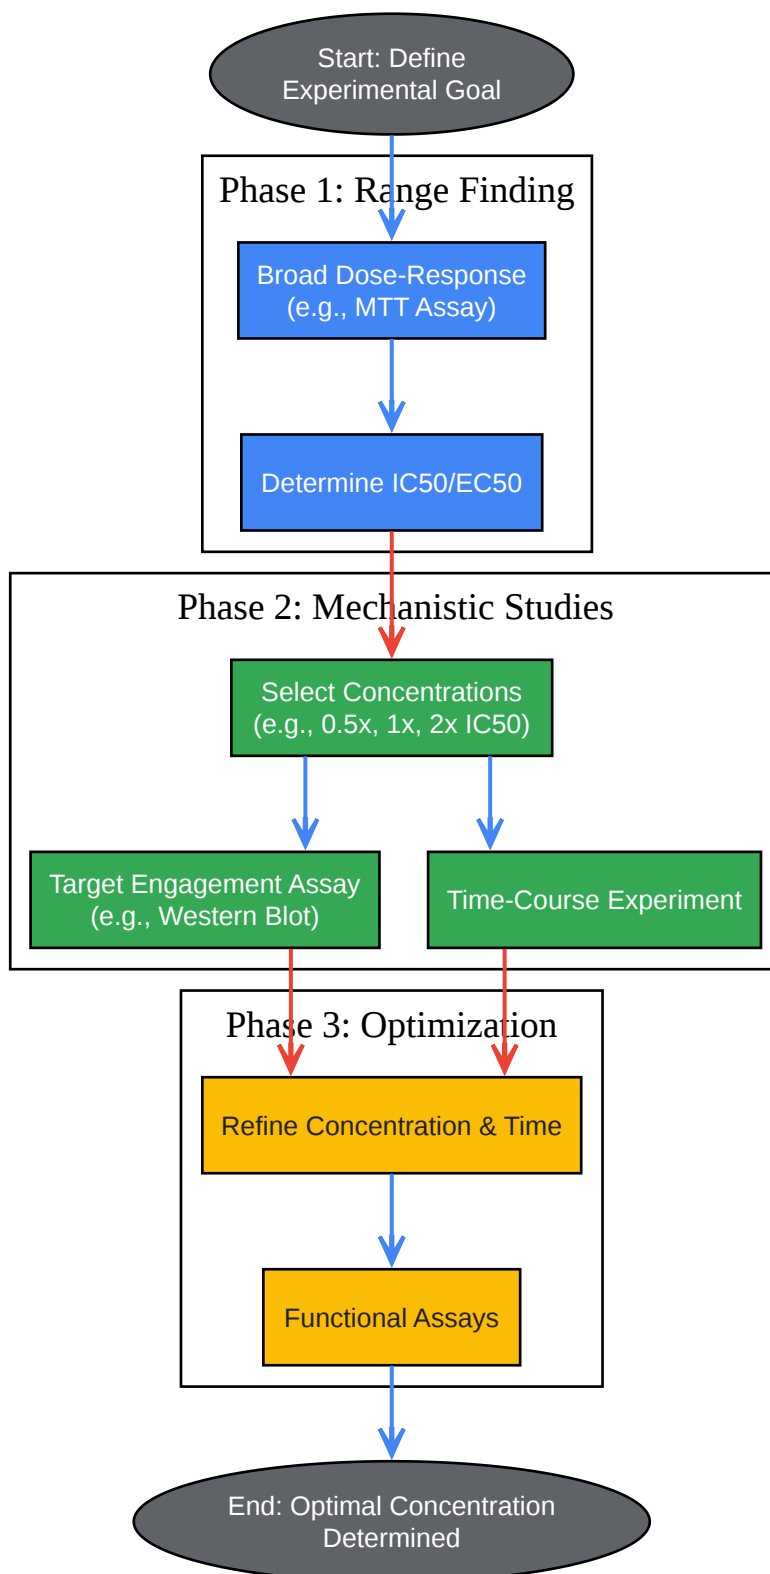 Start: Define
Experimental Goal
Phase 1: Range Finding
Broad Dose-Response
(e.g., MTT Assay)
Determine IC50/EC50
Phase 2: Mechanistic Studies
Select Concentrations
(e.g., 0.5x, 1x, 2x IC50)
Target Engagement Assay
(e.g., Western Blot)
Time-Course Experiment
Phase 3: Optimization
Refine Concentration & Time
Functional Assays
End: Optimal Concentration
Determined